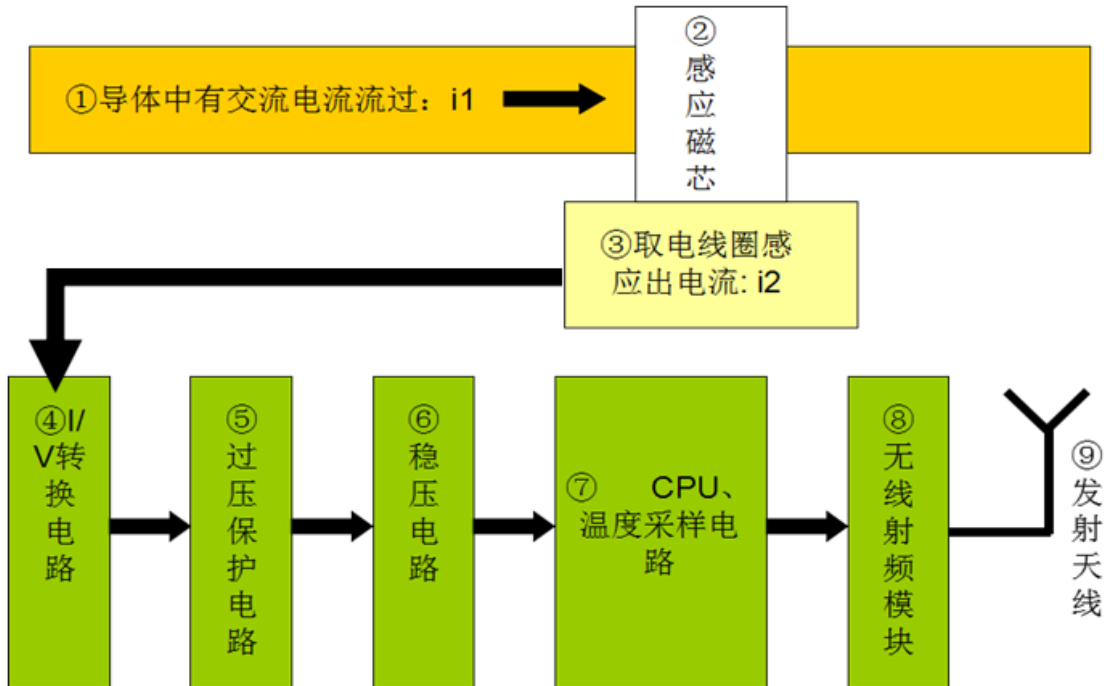 ①导体中有交流电流流过：i1
②感应磁芯
③取电线圈感
应出电流: i2
④I/
V转
换
电
路
⑤过压保护电路
⑥稳压电路
⑦ CPU、
温度采样电
路
⑧无线射频模块
⑨发射天线